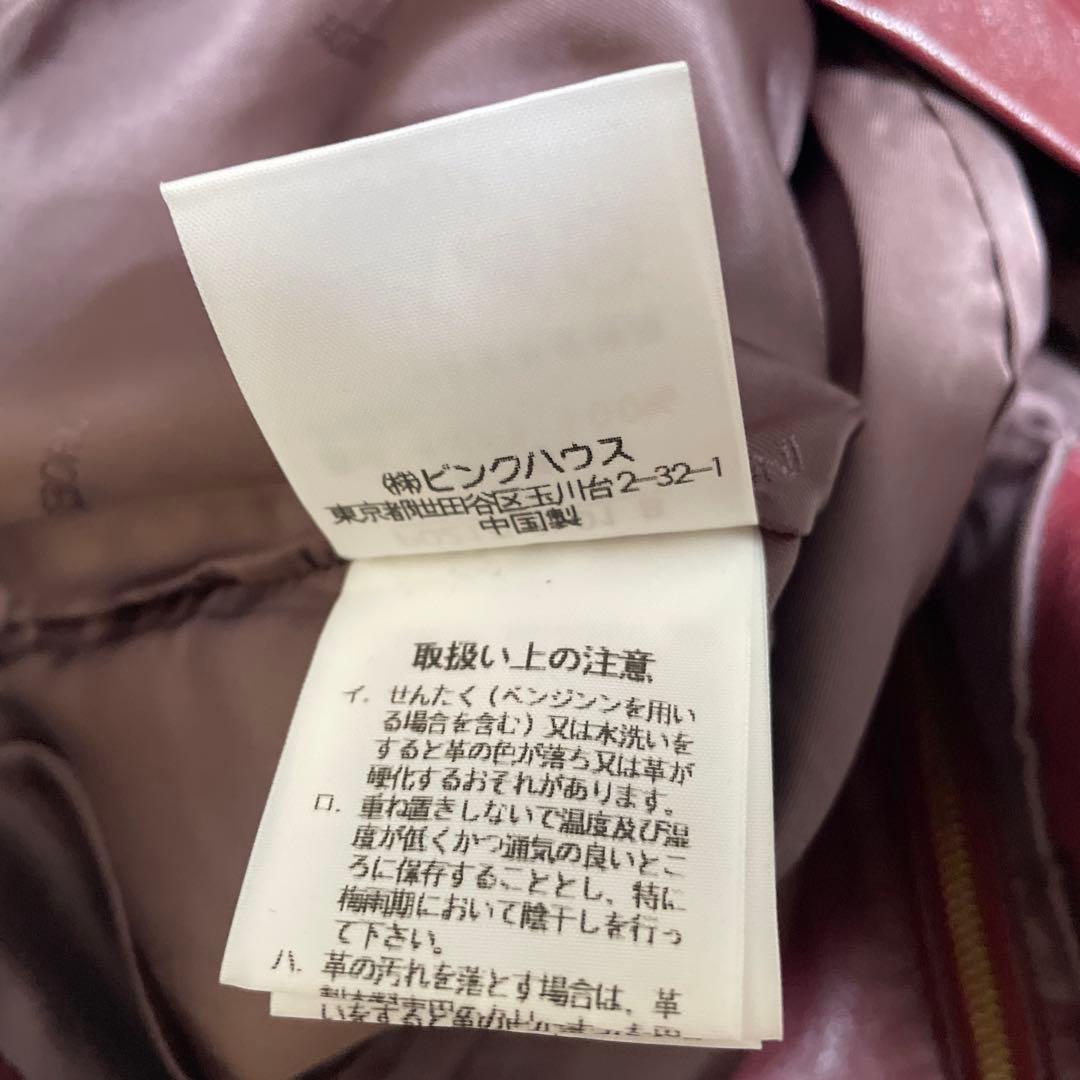 ㈱ピンクハウス
東京都世田谷区玉川台2-32-1
中国製
取扱い上の注意
イ. せんたく（ベンジンンを用い
る場合を含む）又は水洗いを
すると革の色が落ち又は革が
硬化するおそれがあります。
ロ. 重ね置きしないで温度及び湿
度が低くかつ通気の良いとこ
ろに保存することとし、特に
梅雨期において陰干しを行っ
て下さい。
ハ. 革の汚れを落とす場合は、革